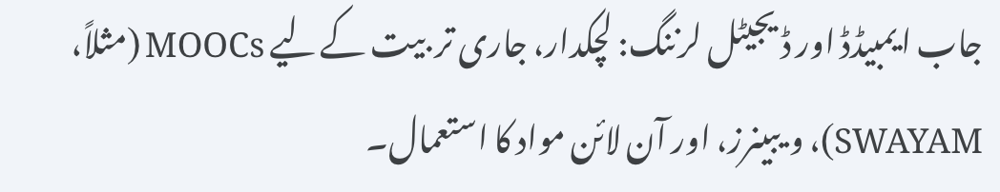 جاب ایمبیڈڈ اور ڈیجیٹل لرننگ: لچکدار، جاری تربیت کے لیے MOOCs (مثلاً،
SWAYAM)، ویبینرز، اور آن لائن مواد کا استعمال۔